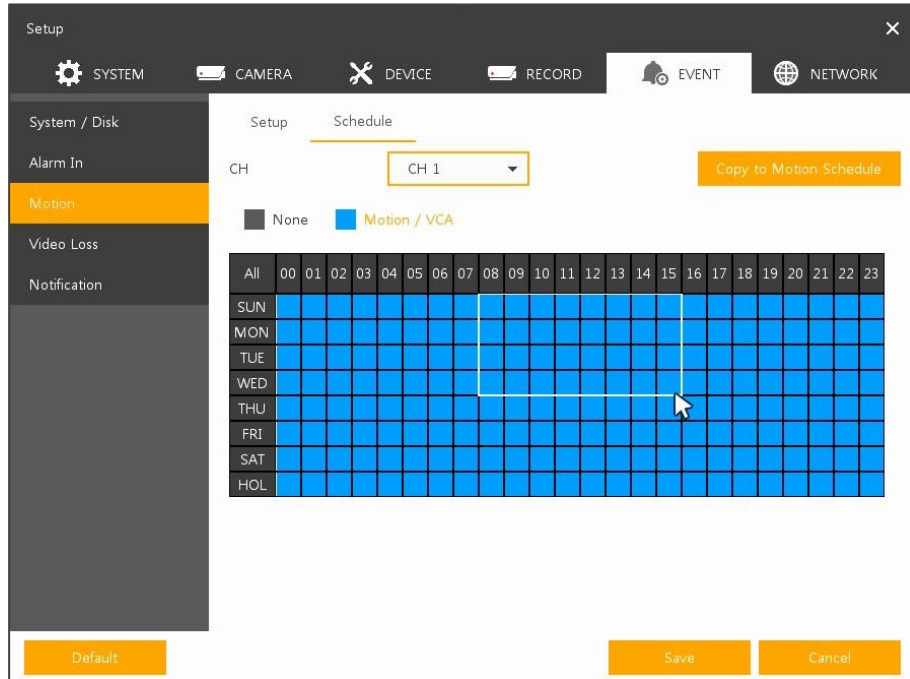 Setup
SYSTEM CAMERA DEVICE RECORD EVENT NETWORK
System / Disk
Alarm In
Motion
Video Loss
Notification
Setup Schedule
CH CH 1 Copy to Motion Schedule
None Motion / VCA
All 00 01 02 03 04 05 06 07 08 09 10 11 12 13 14 15 16 17 18 19 20 21 22 23
SUN
MON
TUE
WED
THU
FRI
SAT
HOL
Default Save Cancel